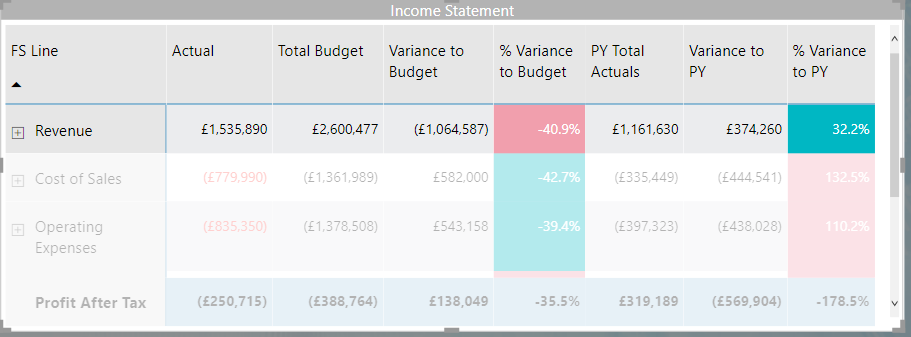 Income Statement
FS Line Actual Total Budget Variance to Budget % Variance to Budget PY Total Actuals Variance to PY % Variance to PY
Revenue £1,535,890 £2,600,477 (£1,064,587) -40.9% £1,161,630 £374,260 32.2%
Cost of Sales (£779,990) (£1,361,989) £582,000 -42.7% (£335,449) (£444,541) 132.5%
Operating Expenses (£835,350) (£1,378,508) £543,158 -39.4% (£397,323) (£438,028) 110.2%
Profit After Tax (£250,715) (£388,764) £138,049 -35.5% £319,189 (£569,904) -178.5%